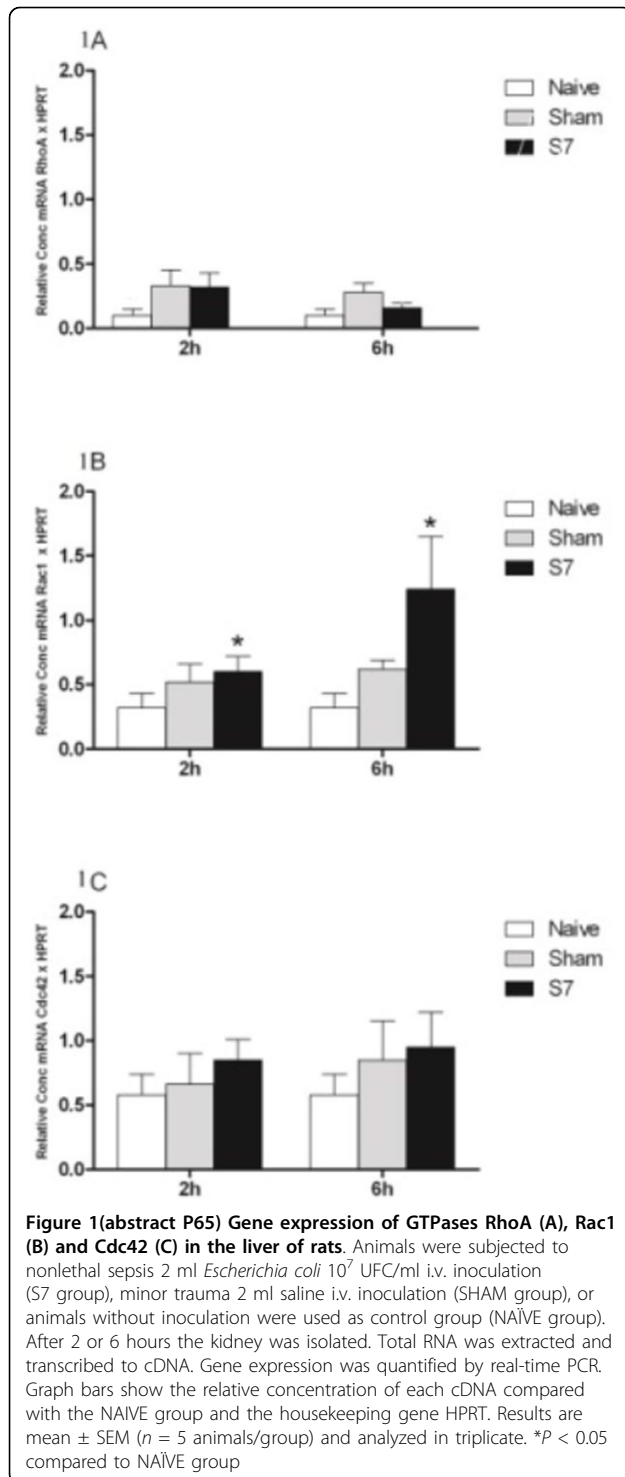 1A
Relative Conc mRNA RhoA x HPRT
2.0
1.5
1.0
0.5
0.0
2h
6h
Naive
Sham
S7
1B
Relative Conc mRNA Rac1 x HPRT
2.0
1.5
1.0
0.5
0.0
*
*
2h
6h
Naive
Sham
S7
1C
Relative Conc mRNA Cdc42 x HPRT
2.0
1.5
1.0
0.5
0.0
2h
6h
Naive
Sham
S7
Figure 1(abstract P65) Gene expression of GTPases RhoA (A), Rac1
(B) and Cdc42 (C) in the liver of rats. Animals were subjected to
nonlethal sepsis 2 ml Escherichia coli 10⁷ UFC/ml i.v. inoculation
(S7 group), minor trauma 2 ml saline i.v. inoculation (SHAM group), or
animals without inoculation were used as control group (NAÏVE group).
After 2 or 6 hours the kidney was isolated. Total RNA was extracted and
transcribed to cDNA. Gene expression was quantified by real-time PCR.
Graph bars show the relative concentration of each cDNA compared
with the NAIVE group and the housekeeping gene HPRT. Results are
mean ± SEM (n = 5 animals/group) and analyzed in triplicate. *P < 0.05
compared to NAÏVE group